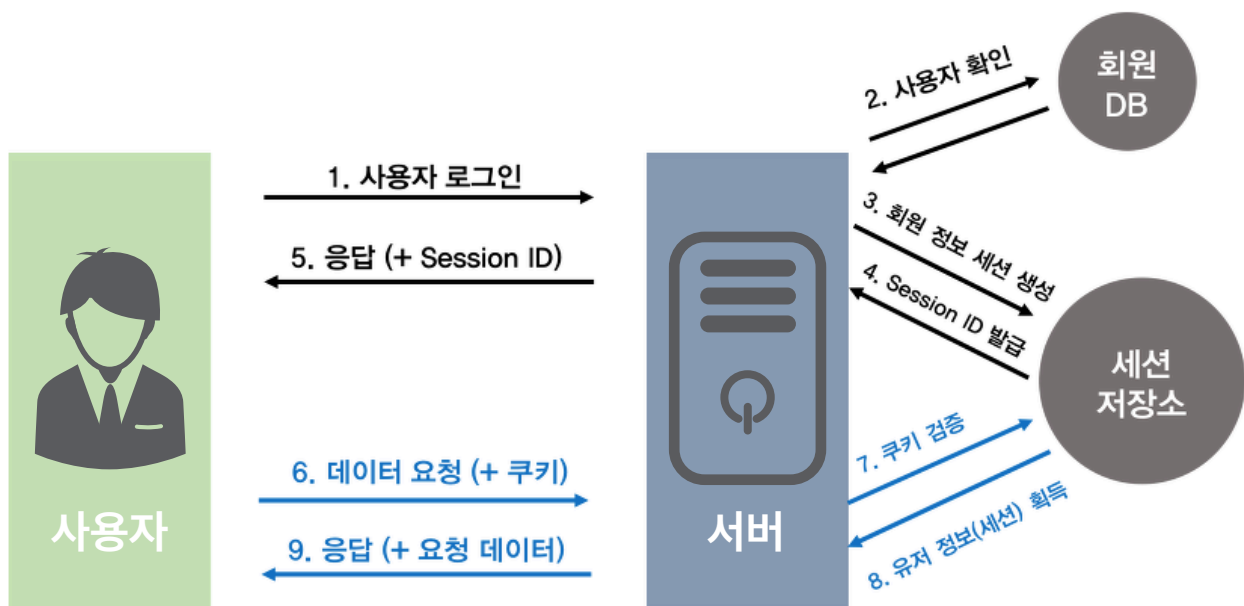 회원
DB
2. 사용자 확인
1. 사용자 로그인
3. 회원 정보 세션 생성
5. 응답 (+ Session ID)
4. Session ID 발급
세션
저장소
6. 데이터 요청 (+ 쿠키)
7. 쿠키 검증
사용자
서버
9. 응답 (+ 요청 데이터)
8. 유저 정보(세션) 획득